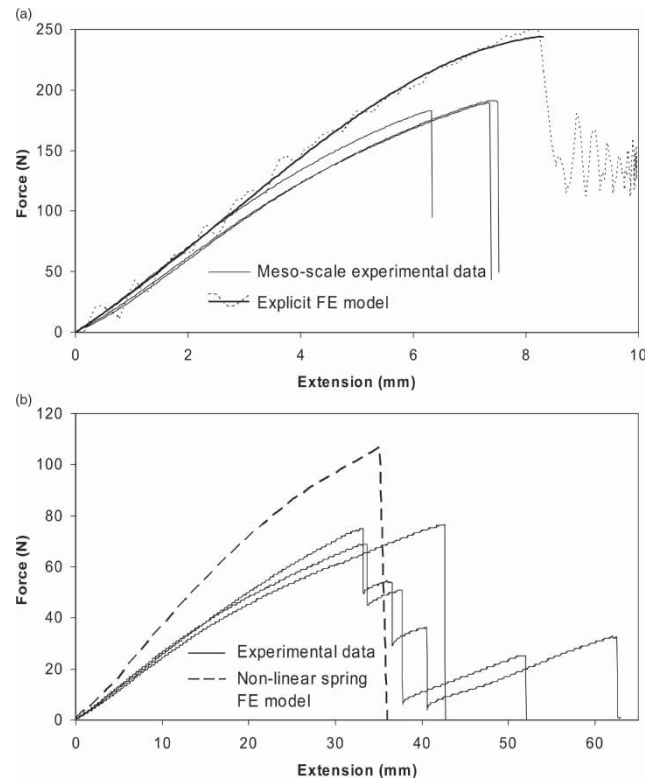 (a)
250
200
150
100
50
0
Force (N)
Meso-scale experimental data
Explicit FE model
0 2 4 6 8 10
Extension (mm)
(b)
120
100
80
60
40
20
0
Force (N)
Experimental data
Non-linear spring
FE model
0 10 20 30 40 50 60
Extension (mm)